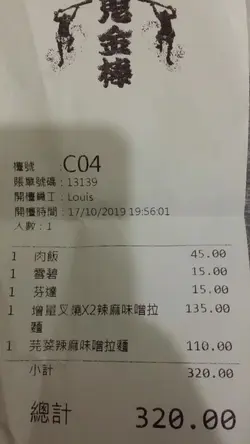 鬼金棒
檯號 :C04
賬單號碼 : 13139
開檯員工 : Louis
開檯時間 : 17/10/2019 19:56:01
人數 : 1
1 肉飯 45.00
1 雪碧 15.00
1 芬達 15.00
1 增量叉燒X2辣麻味噌拉 135.00
麵
1 芫荽辣麻味噌拉麵 110.00
小計 320.00
總計 320.00